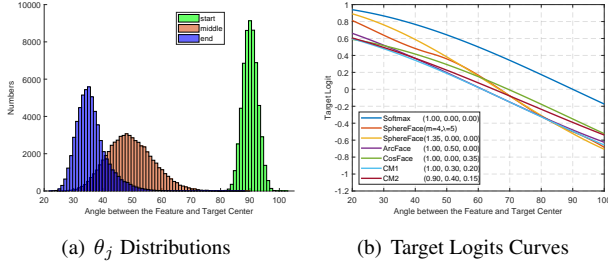 start
middle
end
10000
8000
6000
4000
2000
0
Numbers
20 30 40 50 60 70 80 90 100
Angle between the Feature and Target Center
(a) θj Distributions
1
0.8
0.6
0.4
0.2
0
-0.2
-0.4
-0.6
-0.8
-1
-1.2
Target Logit
Softmax (1.00, 0.00, 0.00)
SphereFace(m=4,λ=5)
SphereFace(1.35, 0.00, 0.00)
ArcFace (1.00, 0.50, 0.00)
CosFace (1.00, 0.00, 0.35)
CM1 (1.00, 0.30, 0.20)
CM2 (0.90, 0.40, 0.15)
20 30 40 50 60 70 80 90 100
Angle between the Feature and Target Center
(b) Target Logits Curves